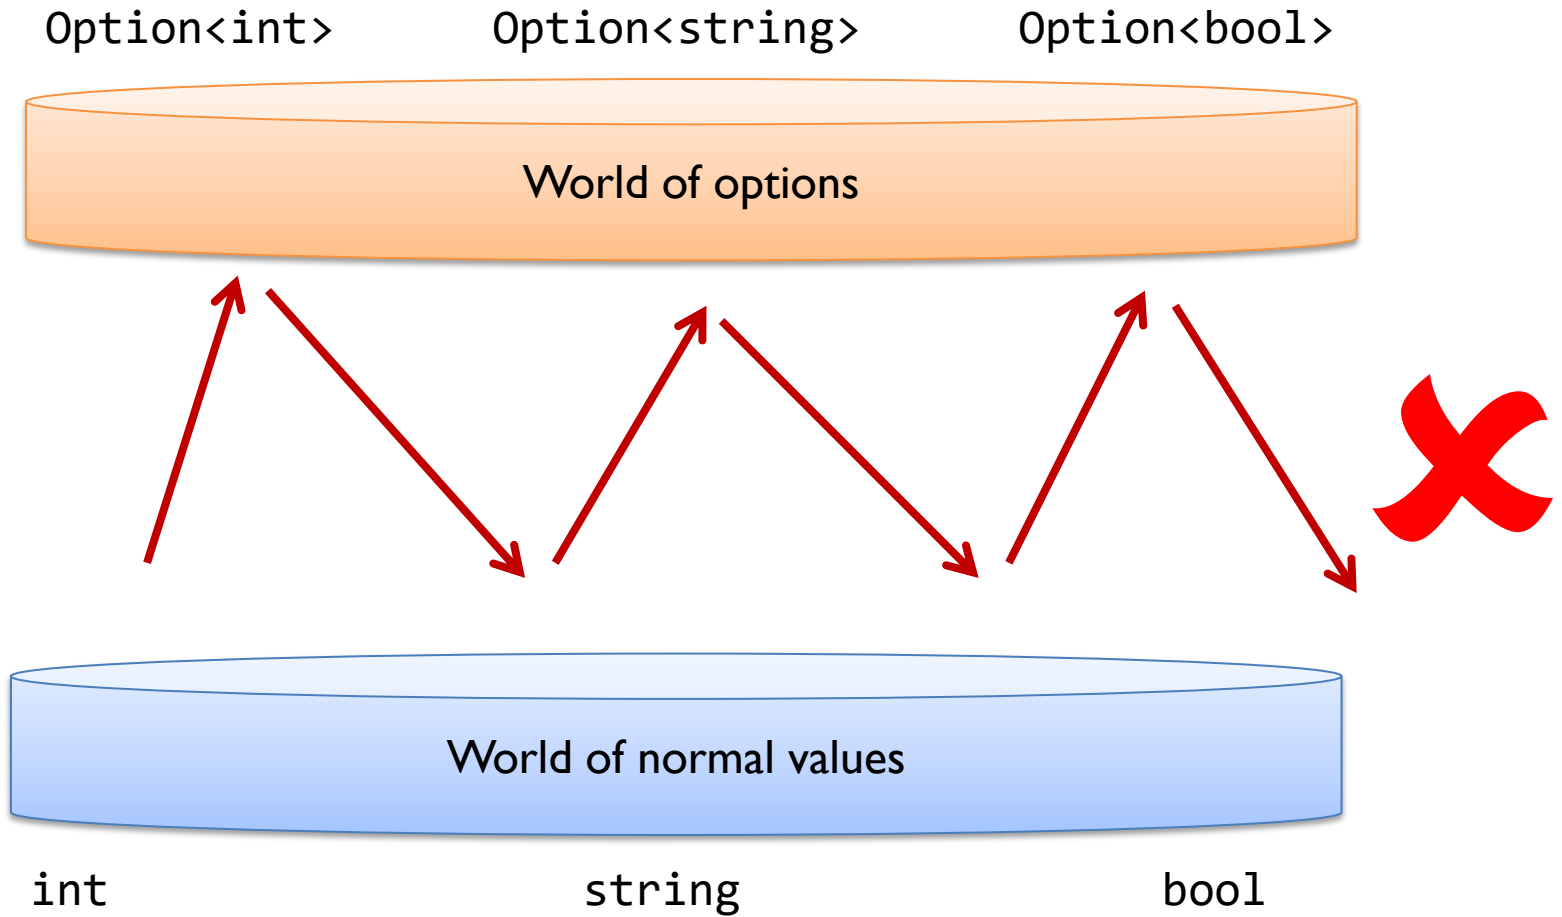 Option<int> Option<string> Option<bool>
World of options
World of normal values
int string bool